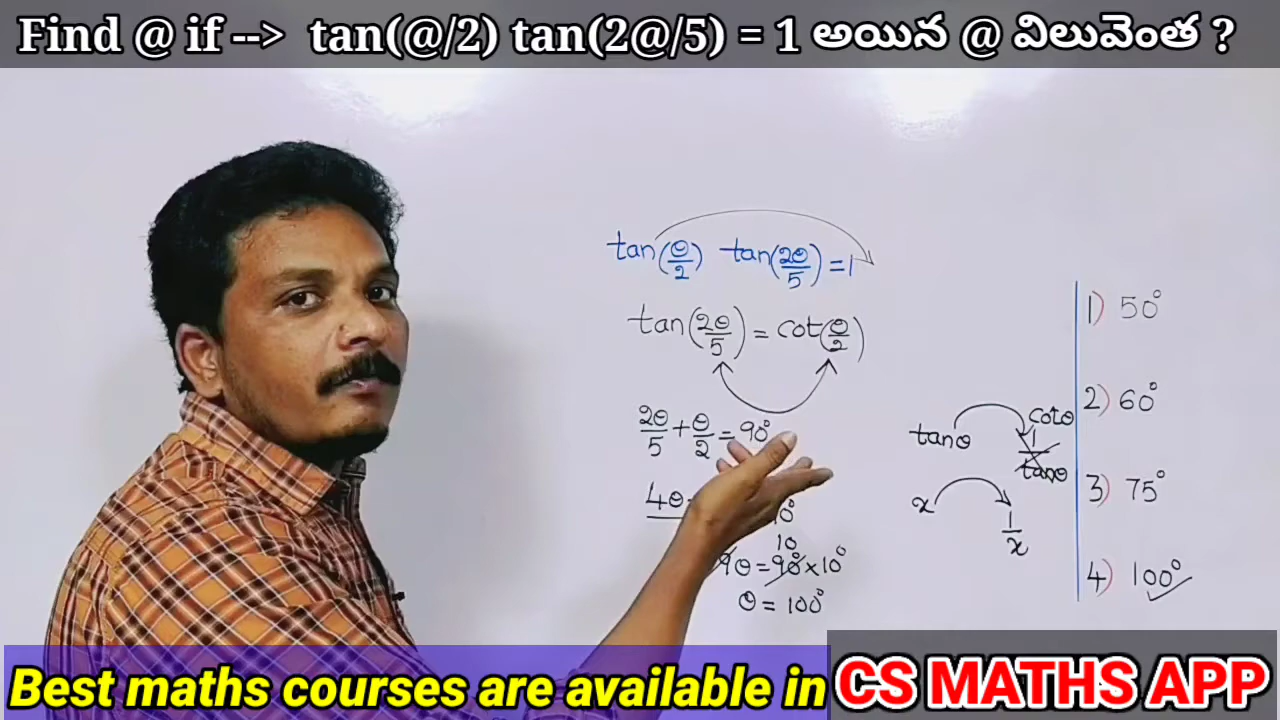 Find @ if --> tan(@/2) tan(2@/5) = 1 అయిన @ విలువెంత ?
tan(θ/2) tan(2θ/5) = 1
tan(2θ/5) = cot(θ/2)
2θ/5 + θ/2 = 90°
4θ
10
9θ = 90° × 10°
θ = 100°
cotθ
tanθ 1/tanθ
x 1/x
1) 50°
2) 60°
3) 75°
4) 100°
Best maths courses are available in CS MATHS APP